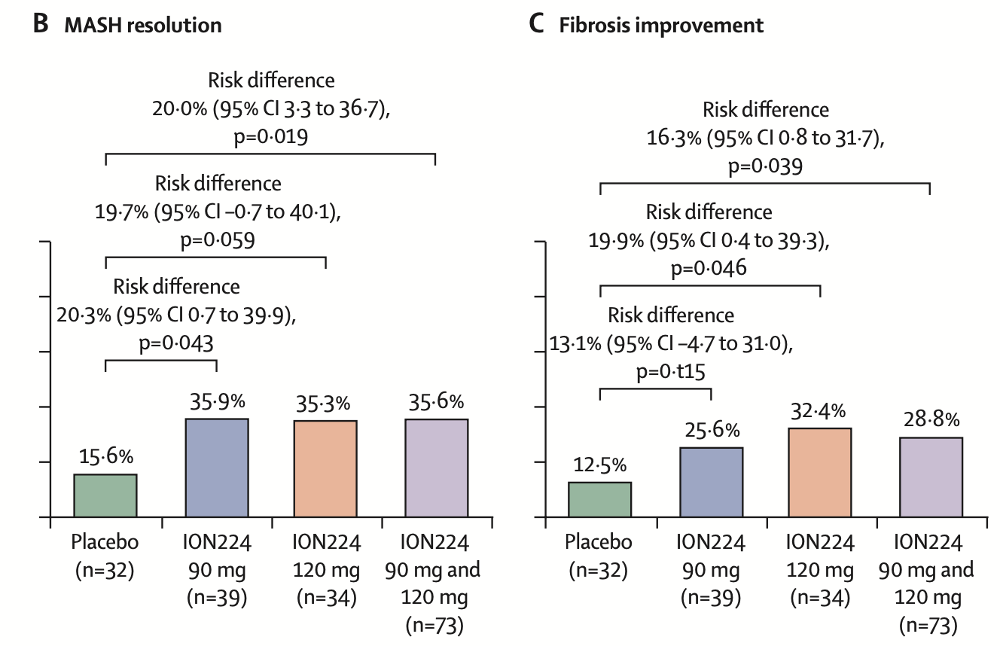 B MASH resolution
Risk difference
20·0% (95% CI 3·3 to 36·7),
p=0·019
Risk difference
19·7% (95% CI –0·7 to 40·1),
p=0·059
Risk difference
20·3% (95% CI 0·7 to 39·9),
p=0·043
15·6%
35·9%
35·3%
35·6%
Placebo
(n=32)
ION224
90 mg
(n=39)
ION224
120 mg
(n=34)
ION224
90 mg and
120 mg
(n=73)
C Fibrosis improvement
Risk difference
16·3% (95% CI 0·8 to 31·7),
p=0·039
Risk difference
19·9% (95% CI 0·4 to 39·3),
p=0·046
Risk difference
13·1% (95% CI –4·7 to 31·0),
p=0·t15
12·5%
25·6%
32·4%
28·8%
Placebo
(n=32)
ION224
90 mg
(n=39)
ION224
120 mg
(n=34)
ION224
90 mg and
120 mg
(n=73)